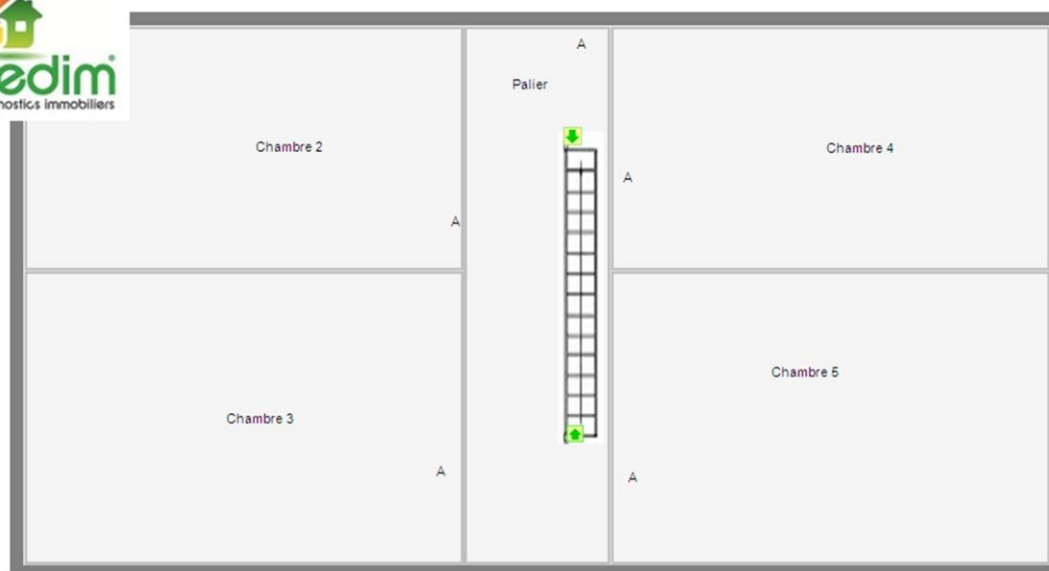 edim
nostics immobiliers
A
Palier
Chambre 2
Chambre 4
A
A
Chambre 5
Chambre 3
A
A